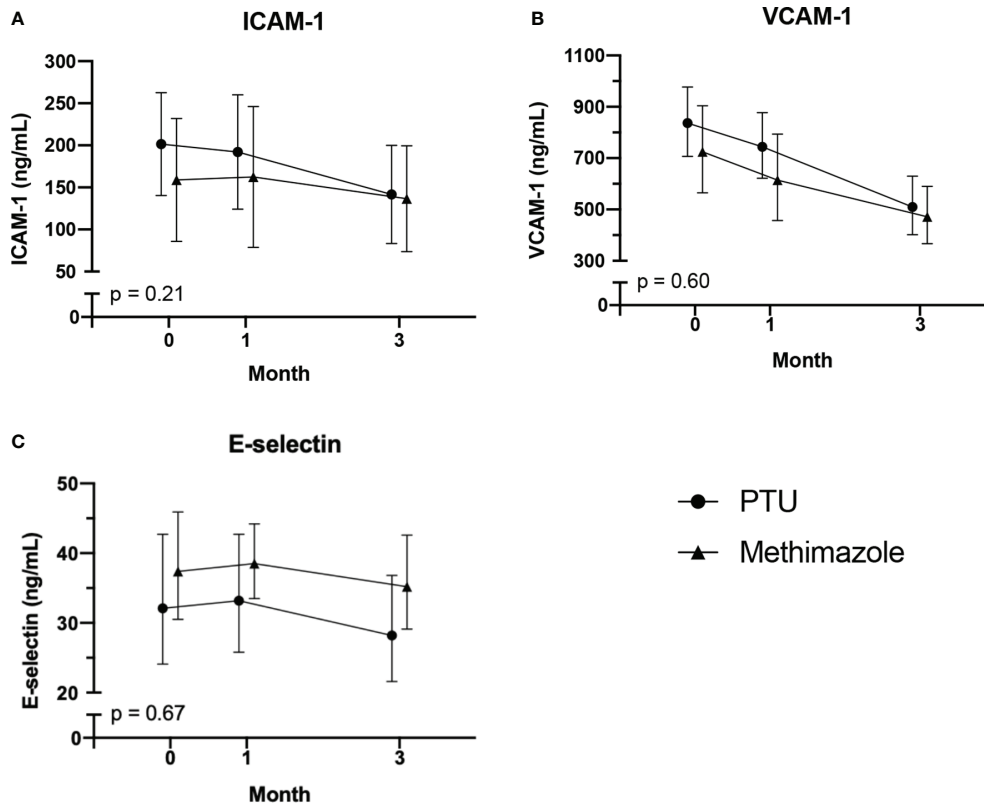 A
ICAM-1
ICAM-1 (ng/mL)
300
250
200
150
100
50
0
p = 0.21
0
1
3
Month
B
VCAM-1
VCAM-1 (ng/mL)
1100
900
700
500
300
0
p = 0.60
0
1
3
Month
C
E-selectin
E-selectin (ng/mL)
50
40
30
20
0
p = 0.67
0
1
3
Month
PTU
Methimazole